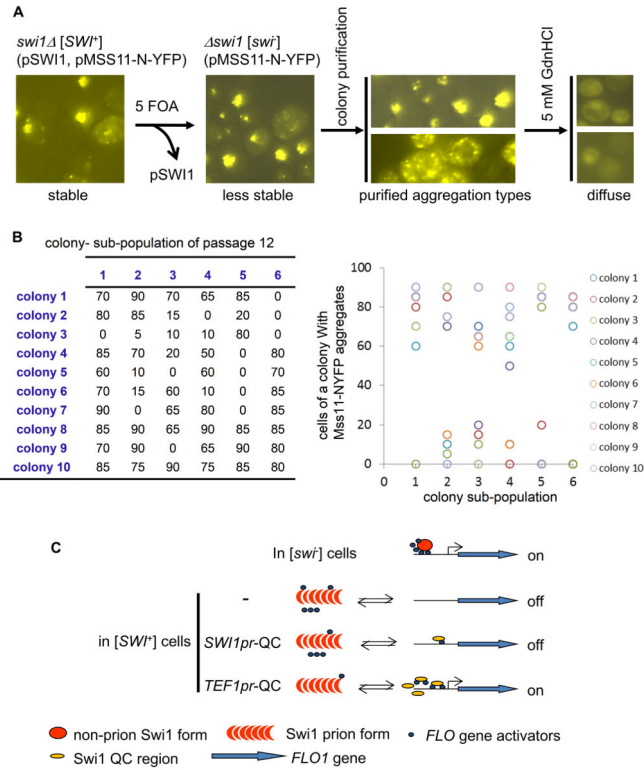 A
swi1Δ [SWI⁺]
(pSWI1, pMSS11-N-YFP)
Δswi1 [swi⁻]
(pMSS11-N-YFP)
5 FOA
pSWI1
colony purification
5 mM GdnHCl
stable
less stable
purified aggregation types
diffuse
B
colony- sub-population of passage 12
1 2 3 4 5 6
colony 1 70 90 70 65 85 0
colony 2 80 85 15 0 20 0
colony 3 0 5 10 10 80 0
colony 4 85 70 20 50 0 80
colony 5 60 10 0 60 0 70
colony 6 70 15 60 10 0 85
colony 7 90 0 65 80 0 85
colony 8 85 90 65 90 85 85
colony 9 70 90 0 65 90 80
colony 10 85 75 90 75 85 80
cells of a colony With
Mss11-NYFP aggregates
100
80
60
40
20
0
0 1 2 3 4 5 6
colony sub-population
colony 1
colony 2
colony 3
colony 4
colony 5
colony 6
colony 7
colony 8
colony 9
colony 10
C
In [swi⁻] cells
on
in [SWI⁺] cells
-
off
SWI1pr-QC
off
TEF1pr-QC
on
non-prion Swi1 form
Swi1 prion form
FLO gene activators
Swi1 QC region
FLO1 gene